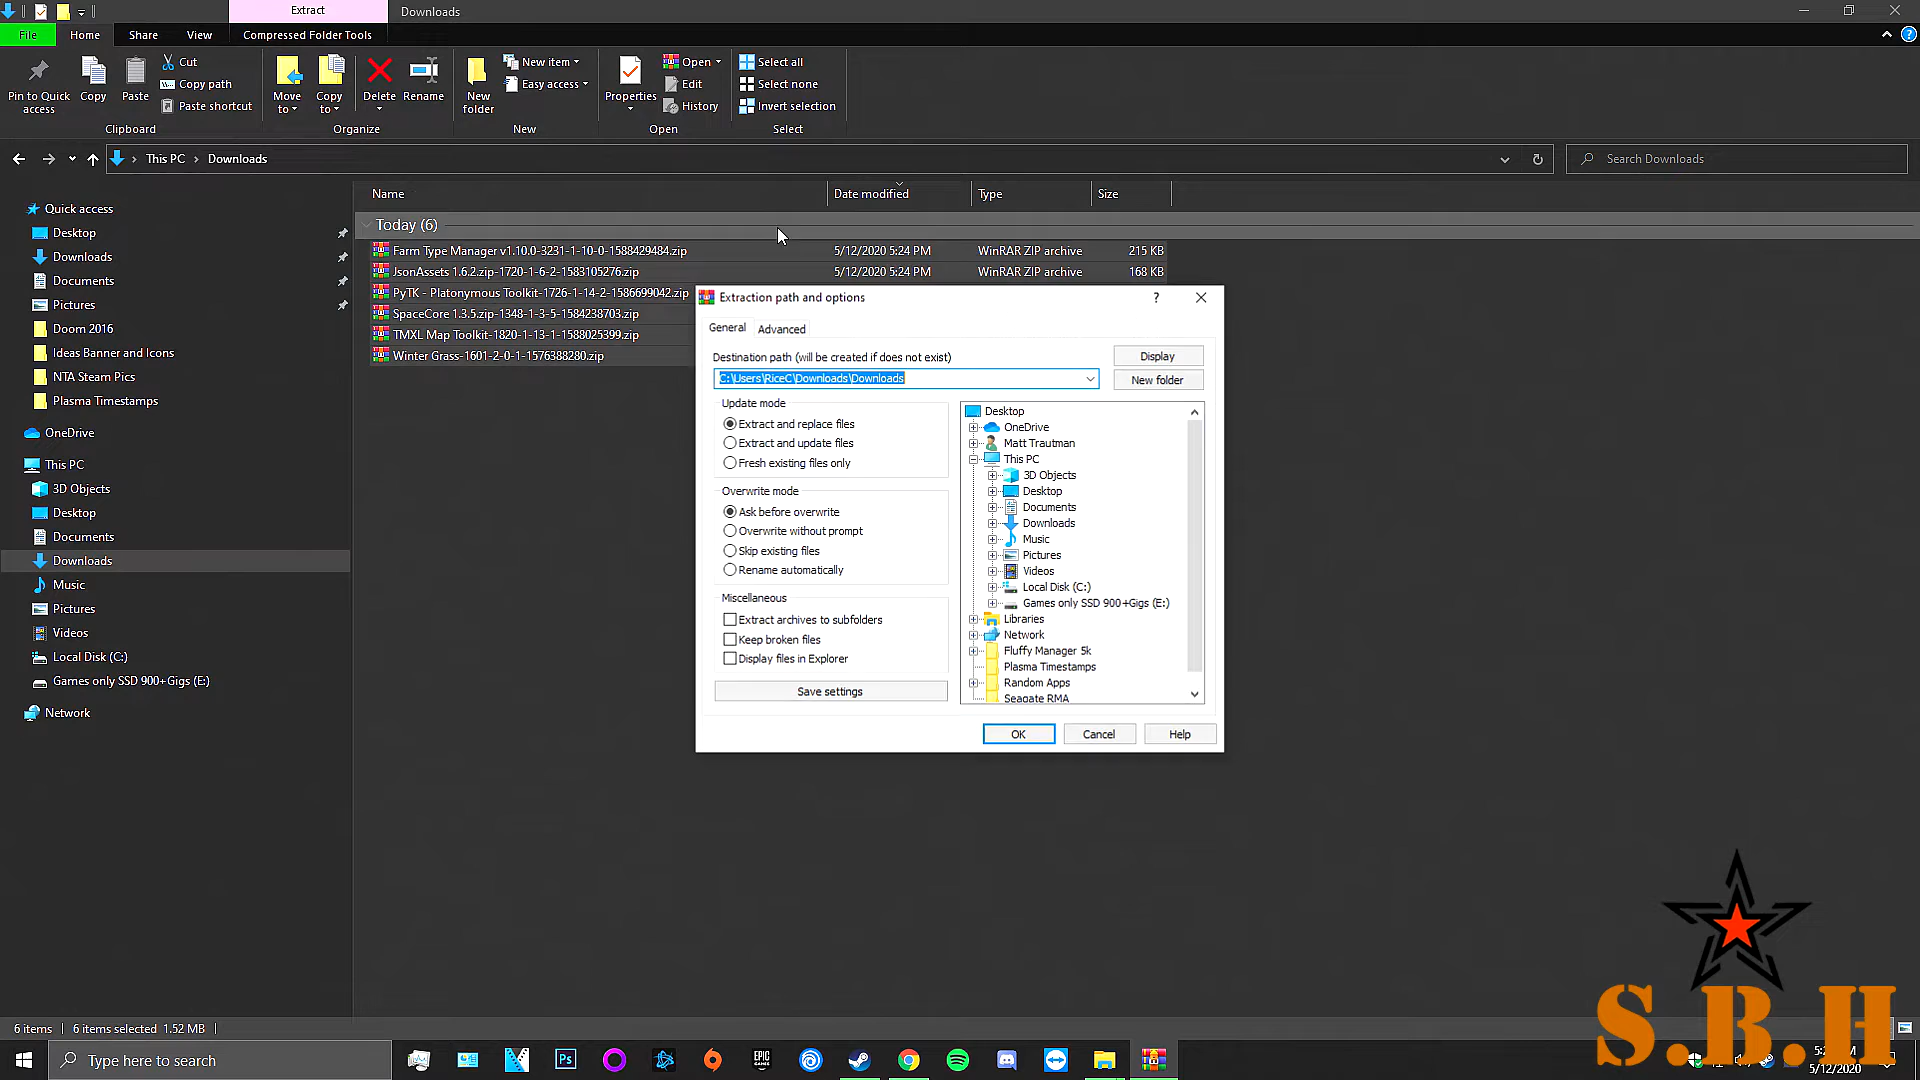 Extract
Downloads
File
Home
Share
View
Compressed Folder Tools
Pin to Quick access
Copy
Paste
Cut
Copy path
Paste shortcut
Clipboard
Move to
Copy to
Delete
Rename
Organize
New folder
New item
Easy access
New
Properties
Open
Edit
History
Open
Select all
Select none
Invert selection
Select
This PC
Downloads
Search Downloads
Quick access
Desktop
Downloads
Documents
Pictures
Doom 2016
Ideas Banner and Icons
NTA Steam Pics
Plasma Timestamps
OneDrive
This PC
3D Objects
Desktop
Documents
Downloads
Music
Pictures
Videos
Local Disk (C:)
Games only SSD 900+Gigs (E:)
Network
Name Date modified Type Size
Today (6)
Farm Type Manager v1.10.0-3231-1-10-0-1588429484.zip 5/12/2020 5:24 PM WinRAR ZIP archive 215 KB
JsonAssets 1.6.2.zip-1720-1-6-2-1583105276.zip 5/12/2020 5:24 PM WinRAR ZIP archive 168 KB
PyTK - Platonymous Toolkit-1726-1-14-2-1586699042.zip
SpaceCore 1.3.5.zip-1348-1-3-5-1584238703.zip
TMXL Map Toolkit-1820-1-13-1-1588025399.zip
Winter Grass-1601-2-0-1-1576388280.zip
Extraction path and options
?
General
Advanced
Destination path (will be created if does not exist)
C:\Users\RiceC\Downloads\Downloads
Display
New folder
Update mode
Extract and replace files
Extract and update files
Fresh existing files only
Overwrite mode
Ask before overwrite
Overwrite without prompt
Skip existing files
Rename automatically
Miscellaneous
Extract archives to subfolders
Keep broken files
Display files in Explorer
Save settings
Desktop
OneDrive
Matt Trautman
This PC
3D Objects
Desktop
Documents
Downloads
Music
Pictures
Videos
Local Disk (C:)
Games only SSD 900+Gigs (E:)
Libraries
Network
Fluffy Manager 5k
Plasma Timestamps
Random Apps
Seagate RMA
OK
Cancel
Help
6 items
6 items selected 1.52 MB
Type here to search
Ps
EPIC GAMES
5/12/2020
S.B.H